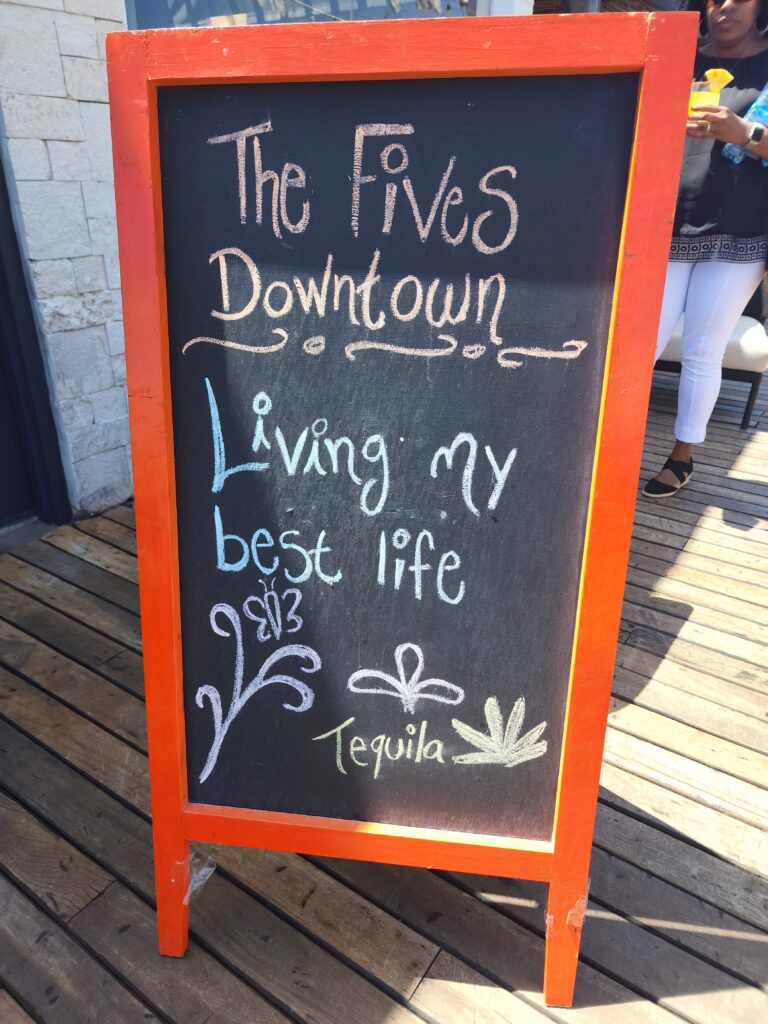 The Fives
Downtown
Living my
best life
Tequila